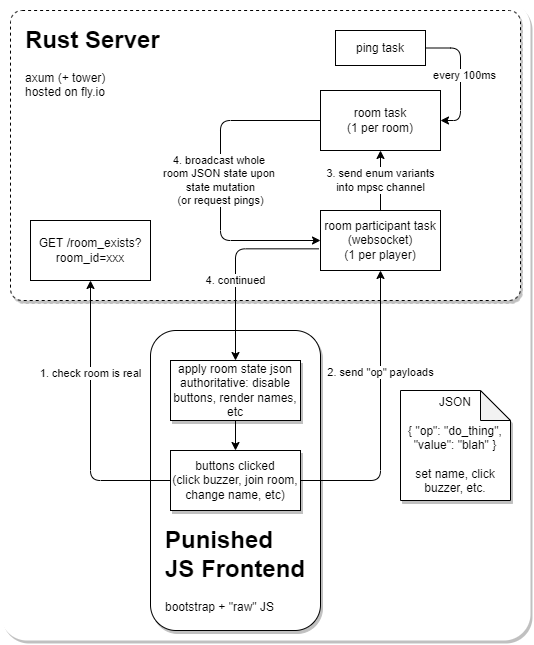 Rust Server
axum (+ tower)
hosted on fly.io
ping task
every 100ms
room task
(1 per room)
4. broadcast whole
room JSON state upon
state mutation
(or request pings)
3. send enum variants
into mpsc channel
GET /room_exists?
room_id=xxx
room participant task
(websocket)
(1 per player)
4. continued
1. check room is real
2. send "op" payloads
apply room state json
authoritative: disable
buttons, render names,
etc
buttons clicked
(click buzzer, join room,
change name, etc)
JSON
{ "op": "do_thing",
"value": "blah" }
set name, click
buzzer, etc.
Punished
JS Frontend
bootstrap + "raw" JS